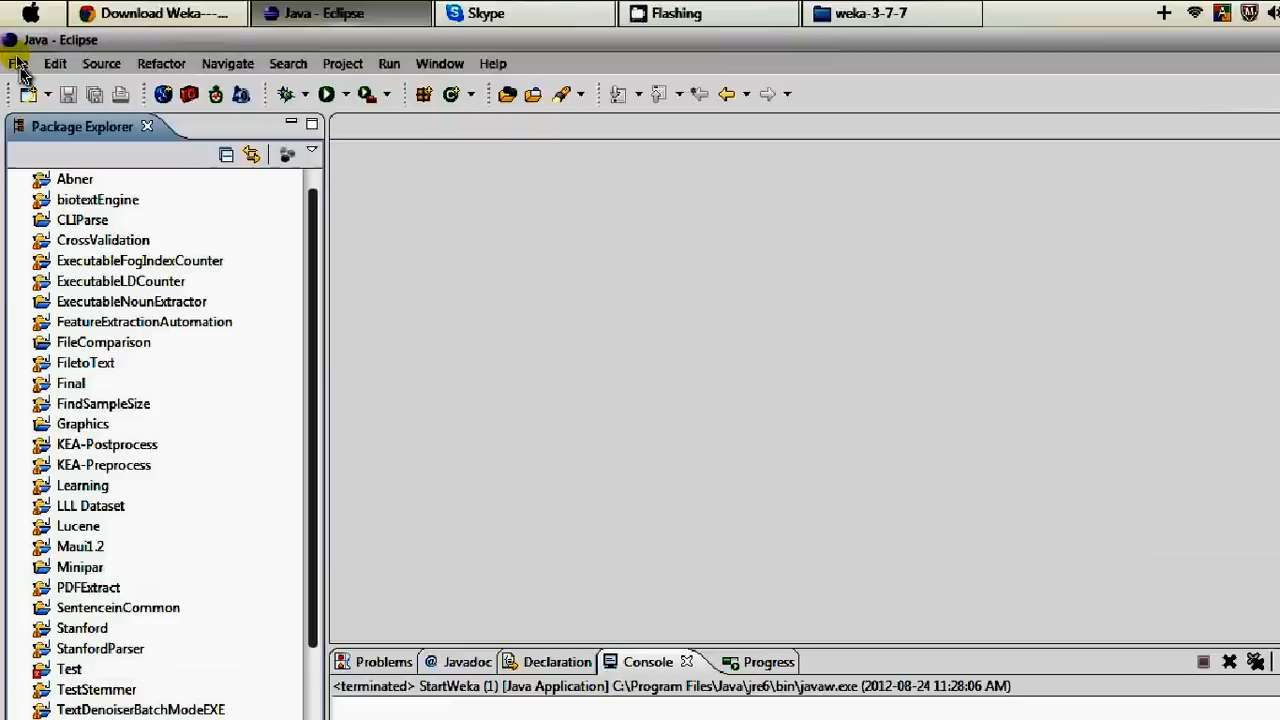 Download Weka---...
Java - Eclipse
Skype
Flashing
weka-3-7-7
Java - Eclipse
Edit
Source
Refactor
Navigate
Search
Project
Run
Window
Help
Package Explorer
Abner
biotextEngine
CLIParse
CrossValidation
ExecutableFogIndexCounter
ExecutableLDCounter
ExecutableNounExtractor
FeatureExtractionAutomation
FileComparison
FiletoText
Final
FindSampleSize
Graphics
KEA-Postprocess
KEA-Preprocess
Learning
LLL Dataset
Lucene
Maui1.2
Minipar
PDFExtract
SentenceinCommon
Stanford
StanfordParser
Test
TestStemmer
TextDenoiserBatchModeEXE
Problems
@ Javadoc
Declaration
Console
Progress
<terminated> StartWeka (1) [Java Application] C:\Program Files\Java\jre6\bin\javaw.exe (2012-08-24 11:28:06 AM)